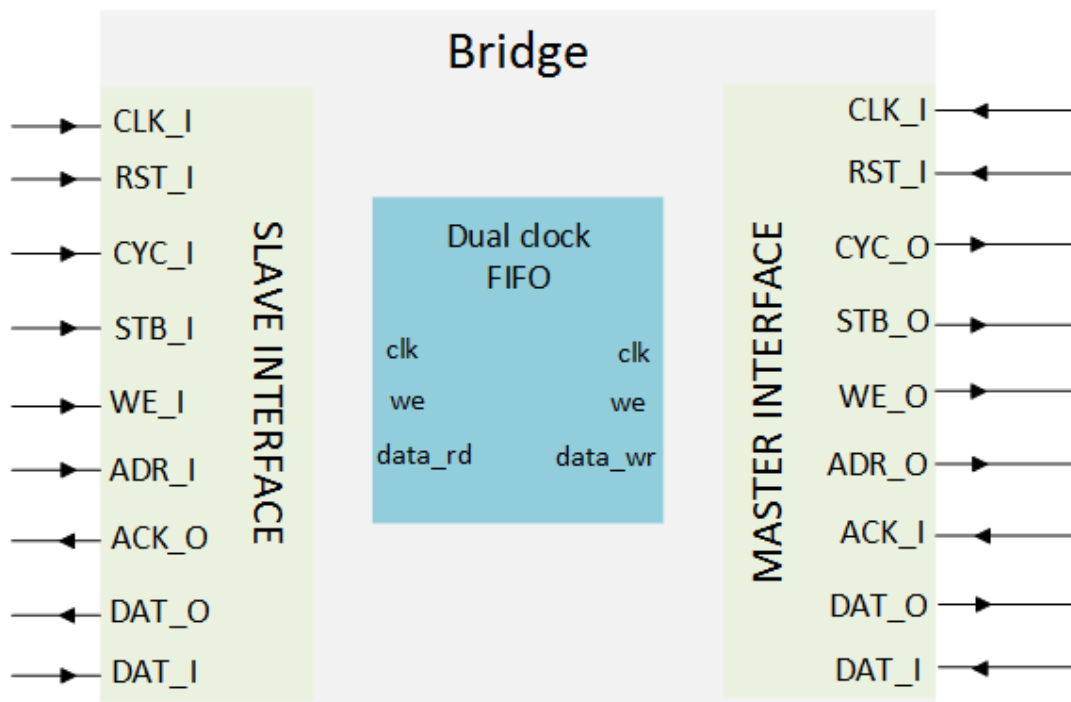 Bridge
CLK_I
RST_I
CYC_I
STB_I
WE_I
ADR_I
ACK_O
DAT_O
DAT_I
SLAVE INTERFACE
Dual clock
FIFO
clk
we
data_rd
clk
we
data_wr
MASTER INTERFACE
CLK_I
RST_I
CYC_O
STB_O
WE_O
ADR_O
ACK_I
DAT_O
DAT_I